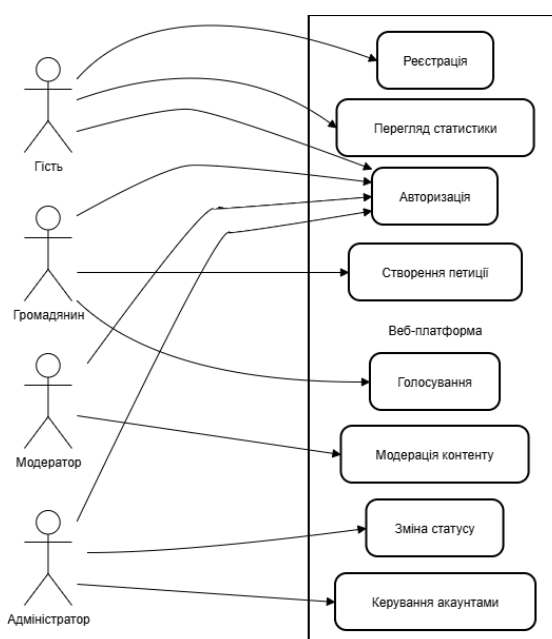 Реєстрація
Перегляд статистики
Гість
Авторизація
Створення петиції
Громадянин
Веб-платформа
Голосування
Модератор
Модерація контенту
Зміна статусу
Керування акаунтами
Адміністратор